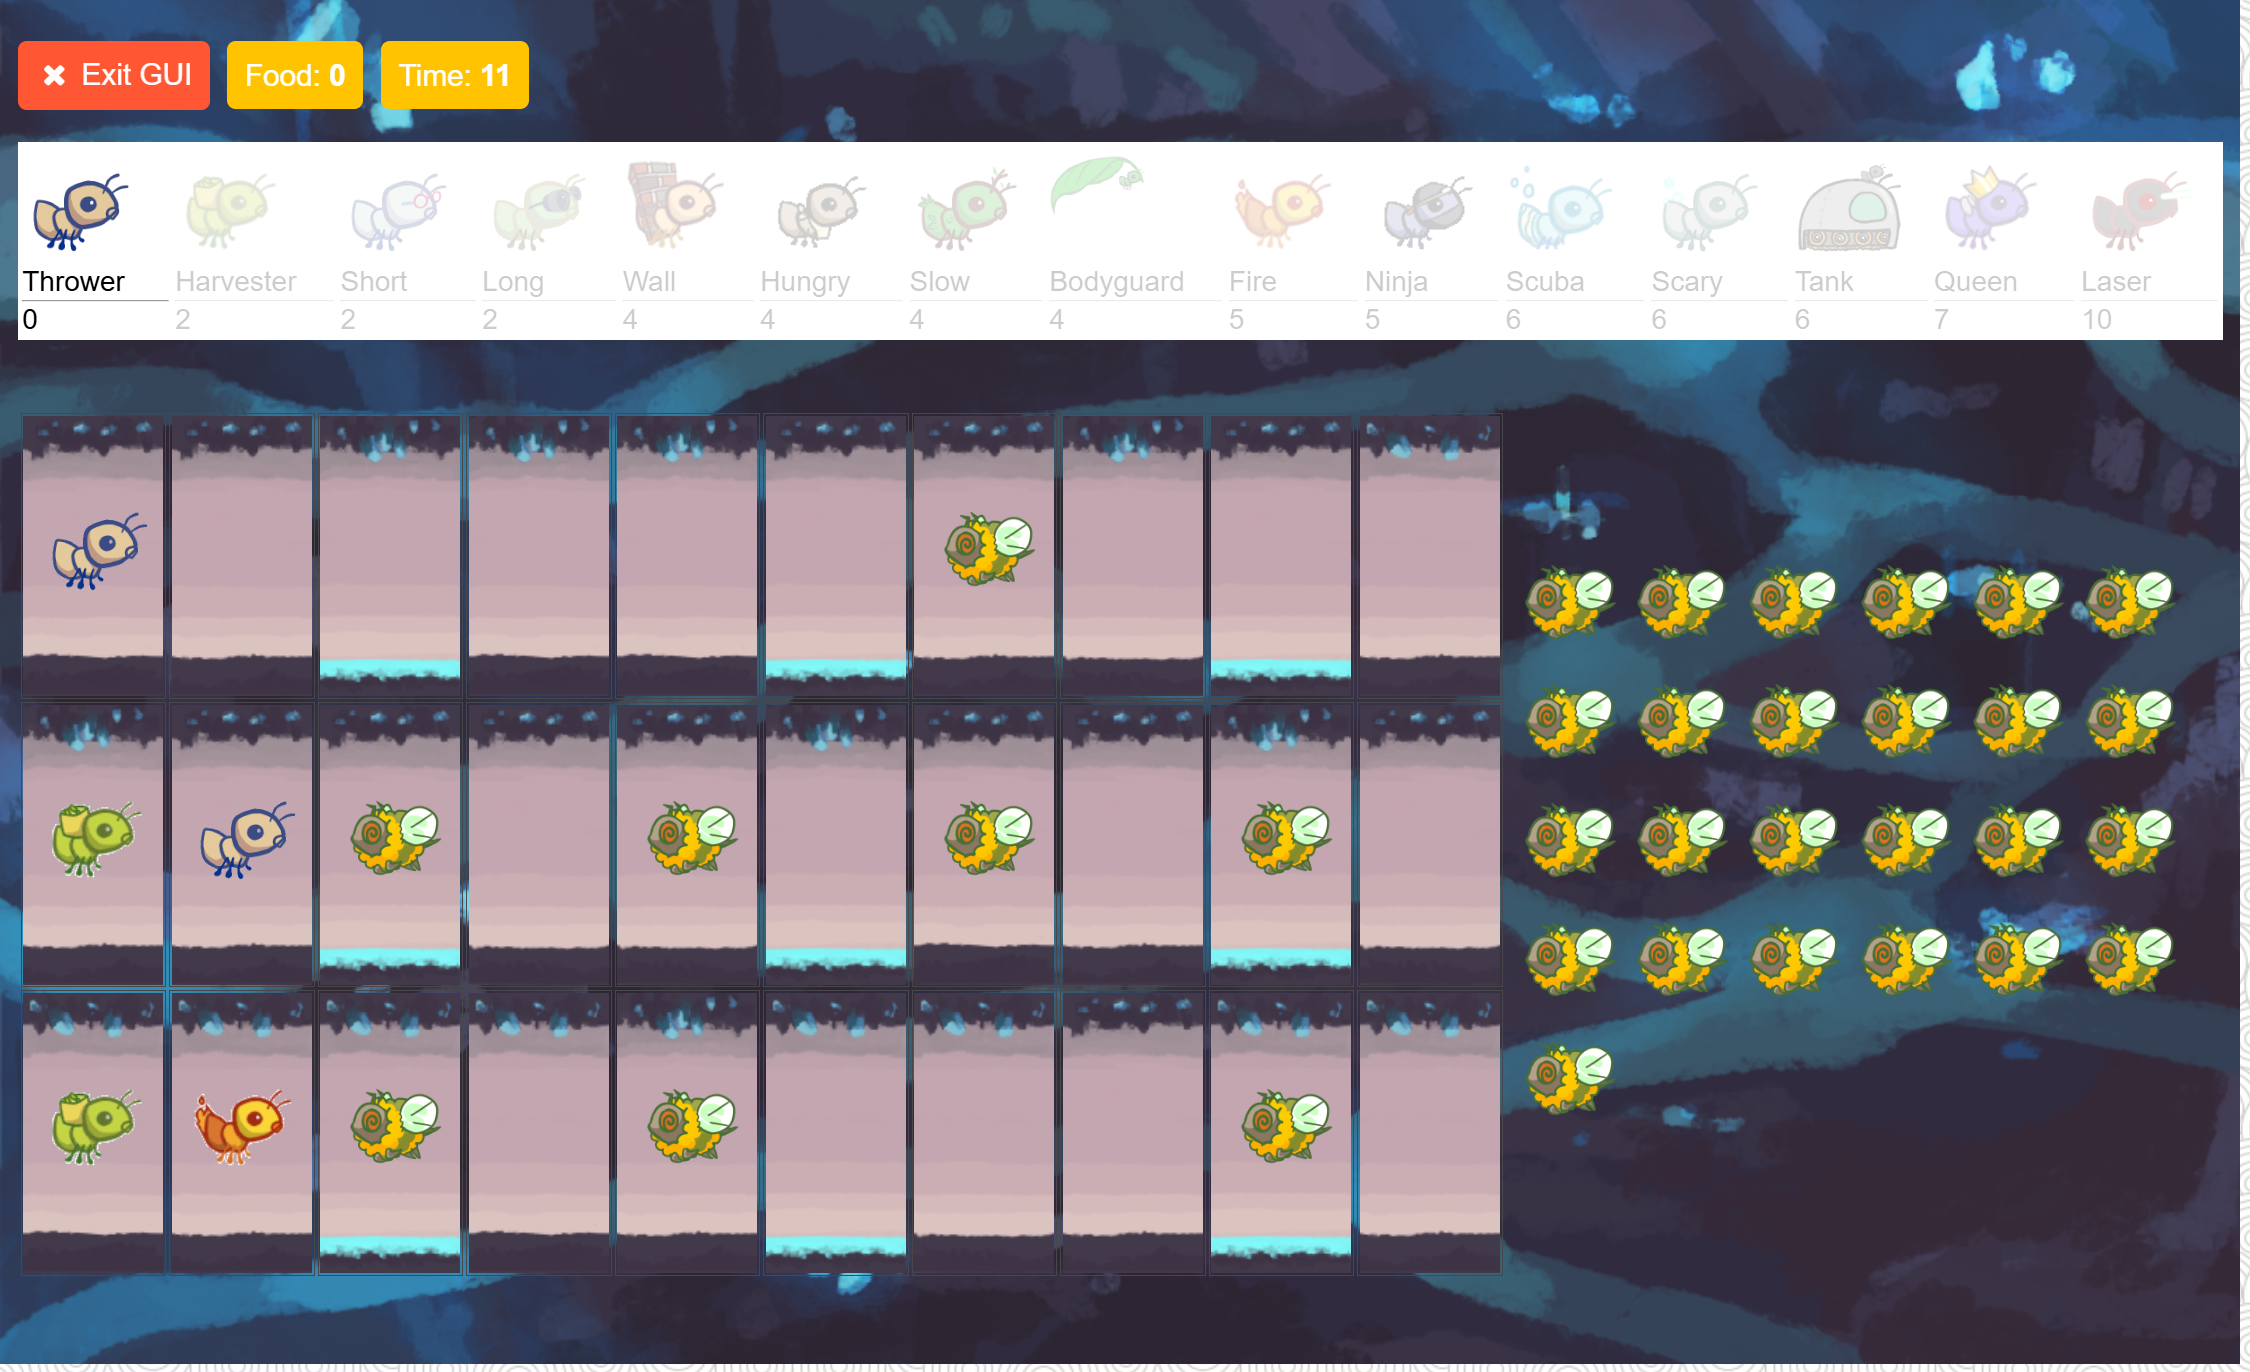 ✖ Exit GUI Food: 0 Time: 11
Thrower Harvester Short Long Wall Hungry Slow Bodyguard Fire Ninja Scuba Scary Tank Queen Laser
0 2 2 2 4 4 4 4 5 5 6 6 6 7 10